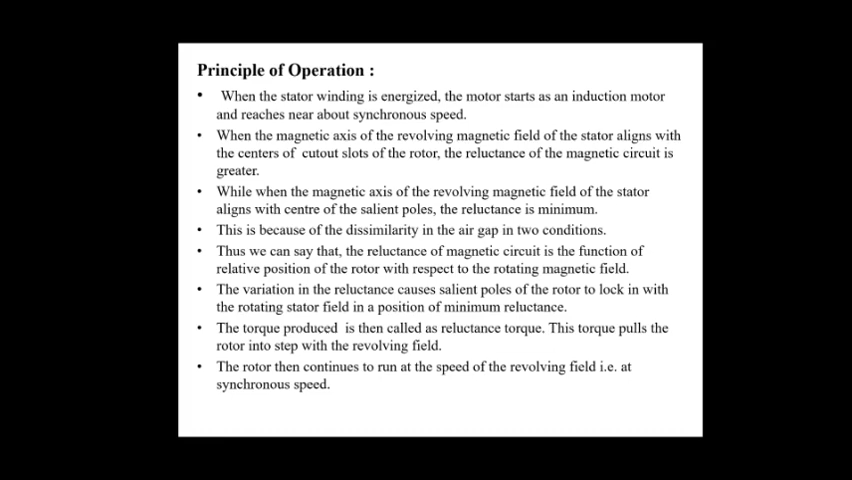 Principle of Operation :
• When the stator winding is energized, the motor starts as an induction motor
and reaches near about synchronous speed.
• When the magnetic axis of the revolving magnetic field of the stator aligns with
the centers of cutout slots of the rotor, the reluctance of the magnetic circuit is
greater.
• While when the magnetic axis of the revolving magnetic field of the stator
aligns with centre of the salient poles, the reluctance is minimum.
• This is because of the dissimilarity in the air gap in two conditions.
• Thus we can say that, the reluctance of magnetic circuit is the function of
relative position of the rotor with respect to the rotating magnetic field.
• The variation in the reluctance causes salient poles of the rotor to lock in with
the rotating stator field in a position of minimum reluctance.
• The torque produced is then called as reluctance torque. This torque pulls the
rotor into step with the revolving field.
• The rotor then continues to run at the speed of the revolving field i.e. at
synchronous speed.